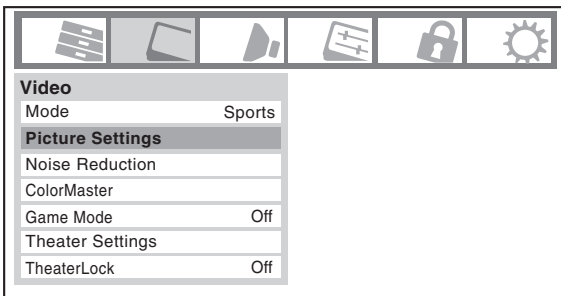 Video
Mode Sports
Picture Settings
Noise Reduction
ColorMaster
Game Mode Off
Theater Settings
TheaterLock Off